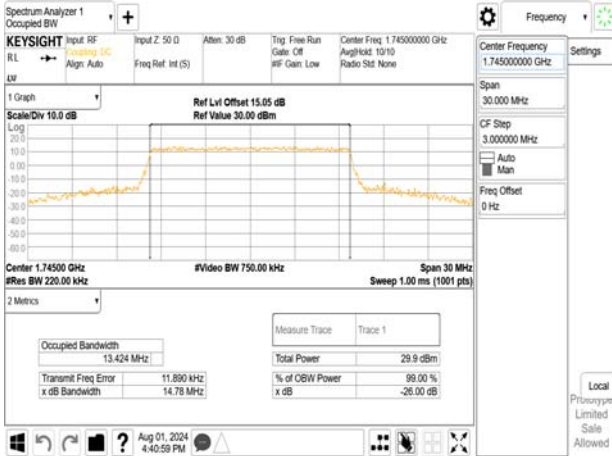 Spectrum Analyzer 1
Occupied BW
+
Frequency
KEYSIGHT
RL
Input: RF
Coupling: DC
Align: Auto
Input Z: 50 Ω
Freq Ref: Int (S)
Atten: 30 dB
Trig: Free Run
Gate: Off
#IF Gain: Low
Center Freq: 1.745000000 GHz
Avg|Hold: 10/10
Radio Std: None
Center Frequency
1.745000000 GHz
Settings
Span
30.000 MHz
CF Step
3.000000 MHz
Auto
Man
Freq Offset
0 Hz
1 Graph
Scale/Div 10.0 dB
Ref Lvl Offset 15.05 dB
Ref Value 30.00 dBm
Log
20.0
10.0
0.00
-10.0
-20.0
-30.0
-40.0
-50.0
-60.0
Center 1.74500 GHz
#Res BW 220.00 kHz
#Video BW 750.00 kHz
Span 30 MHz
Sweep 1.00 ms (1001 pts)
2 Metrics
Measure Trace
Trace 1
Occupied Bandwidth
13.424 MHz
Total Power
29.9 dBm
Transmit Freq Error
11.890 kHz
% of OBW Power
99.00 %
x dB Bandwidth
14.78 MHz
x dB
-26.00 dB
Local
Prototype
Limited
Sale
Allowed
?
Aug 01, 2024
4:40:59 PM